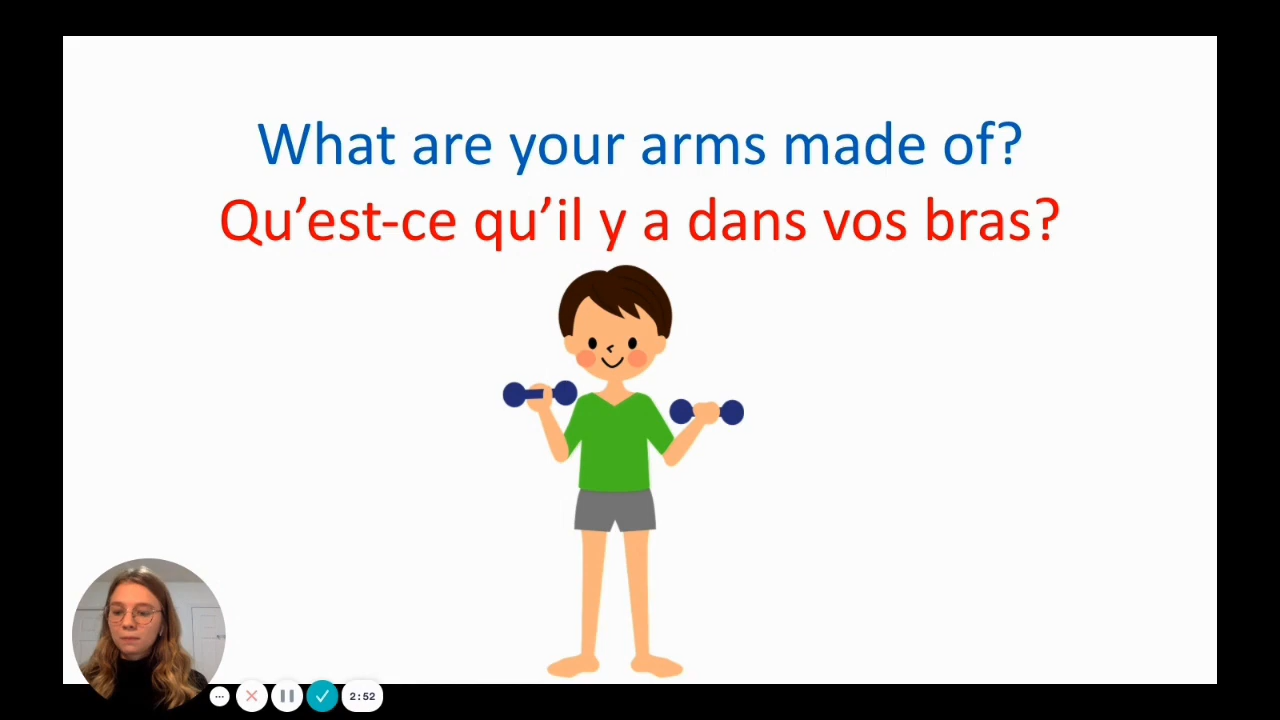 What are your arms made of?
Qu’est-ce qu’il y a dans vos bras?
2:52